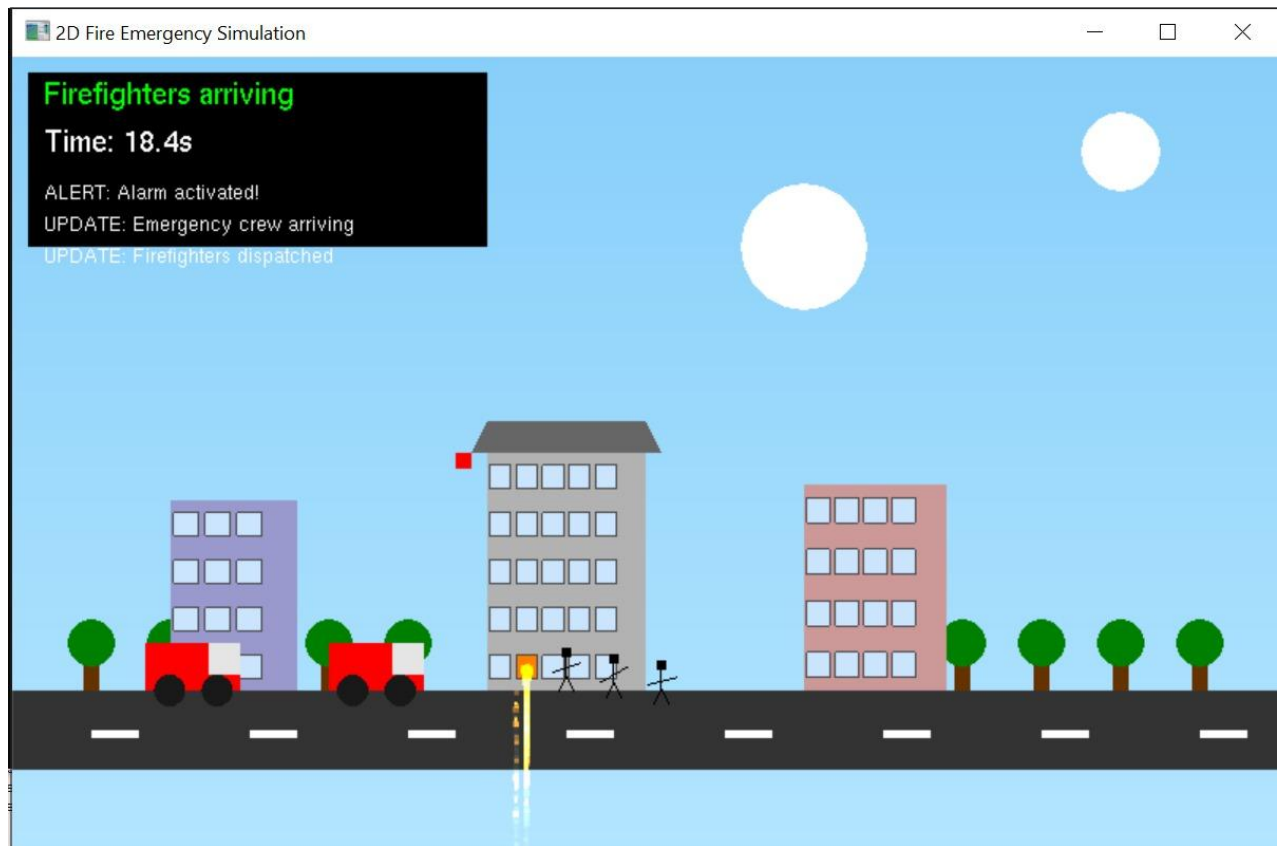 2D Fire Emergency Simulation
Firefighters arriving
Time: 18.4s
ALERT: Alarm activated!
UPDATE: Emergency crew arriving
UPDATE: Firefighters dispatched